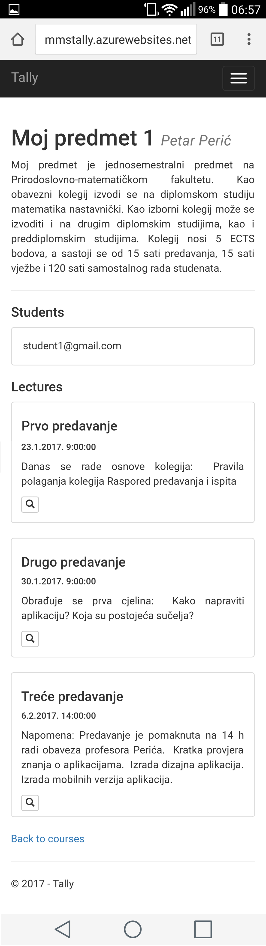 96% 06:57
mmstally.azurewebsites.net 11
Tally
Moj predmet 1 Petar Perić
Moj predmet je jednosemestralni predmet na
Prirodoslovno-matematičkom fakultetu. Kao
obavezni kolegij izvodi se na diplomskom studiju
matematika nastavnički. Kao izborni kolegij može se
izvoditi i na drugim diplomskim studijima, kao i
preddiplomskim studijima. Kolegij nosi 5 ECTS
bodova, a sastoji se od 15 sati predavanja, 15 sati
vježbe i 120 sati samostalnog rada studenata.
Students
student1@gmail.com
Lectures
Prvo predavanje
23.1.2017. 9:00:00
Danas se rade osnove kolegija: Pravila
polaganja kolegija Raspored predavanja i ispita
Drugo predavanje
30.1.2017. 9:00:00
Obrađuje se prva cjelina: Kako napraviti
aplikaciju? Koja su postojeća sučelja?
Treće predavanje
6.2.2017. 14:00:00
Napomena: Predavanje je pomaknuta na 14 h
radi obaveza profesora Perića. Kratka provjera
znanja o aplikacijama. Izrada dizajna aplikacija.
Izrada mobilnih verzija aplikacija.
Back to courses
© 2017 - Tally